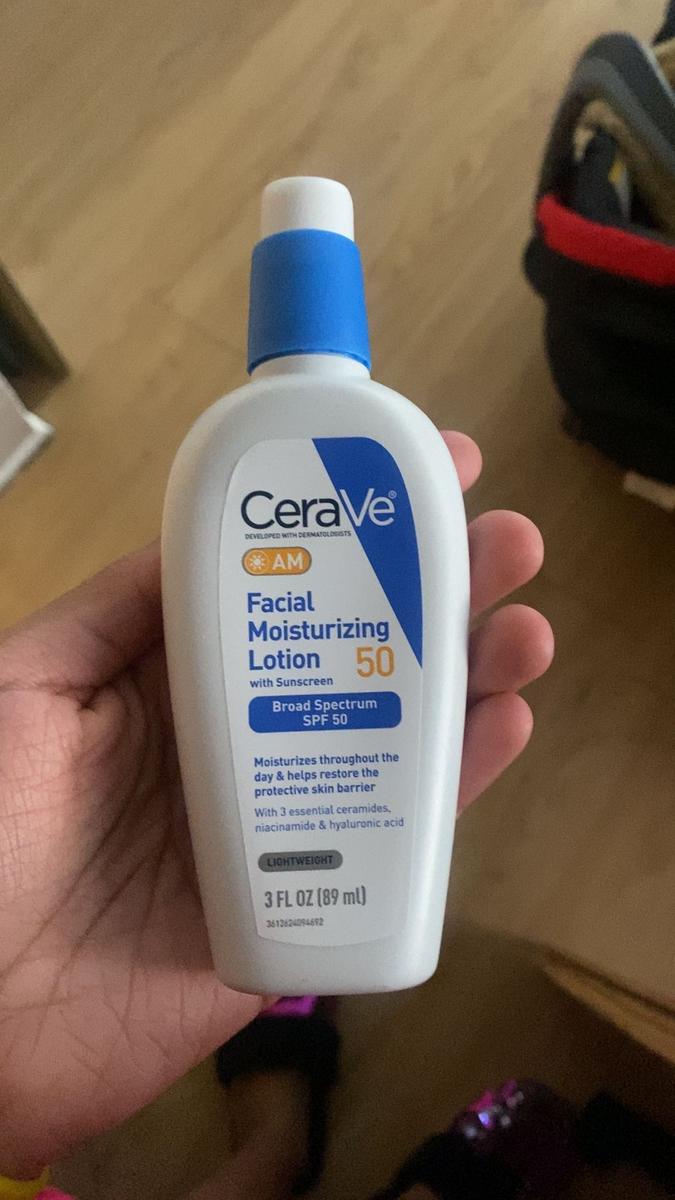 CeraVe®
DEVELOPED WITH DERMATOLOGISTS
AM
Facial
Moisturizing
Lotion 50
with Sunscreen
Broad Spectrum
SPF 50
Moisturizes throughout the
day & helps restore the
protective skin barrier
With 3 essential ceramides,
niacinamide & hyaluronic acid
LIGHTWEIGHT
3 FL OZ (89 ml)
3612624094692